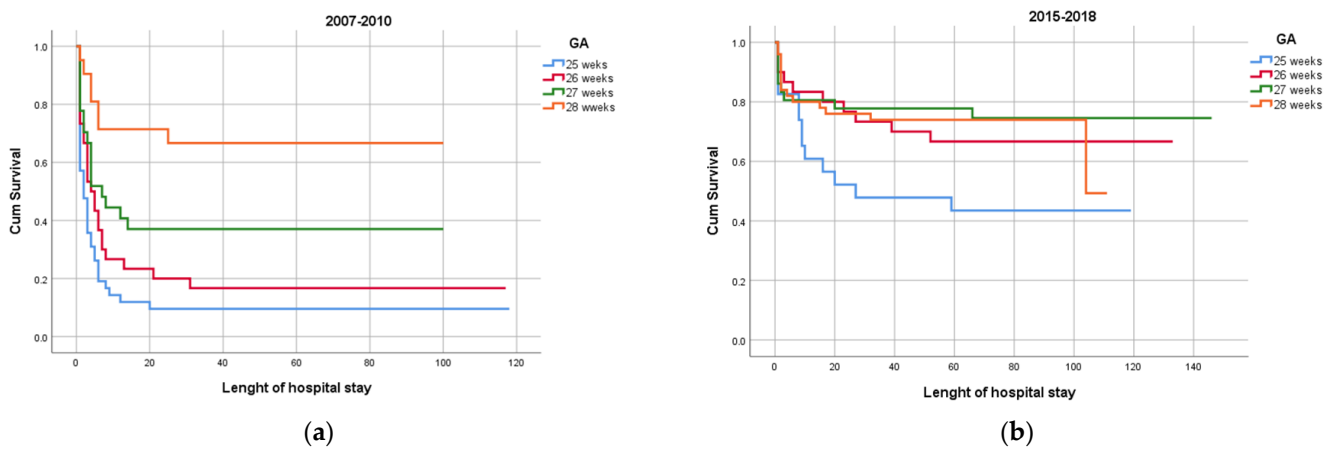 2007-2010
GA
25 weks
26 weeks
27 weeks
28 wweeks
1.0
0.8
0.6
0.4
0.2
0.0
Cum Survival
0 20 40 60 80 100 120
Lenght of hospital stay
(a)
2015-2018
GA
25 weeks
26 weeks
27 weeks
28 weeks
1.0
0.8
0.6
0.4
0.2
0.0
Cum Survival
0 20 40 60 80 100 120 140
Lenght of hospital stay
(b)